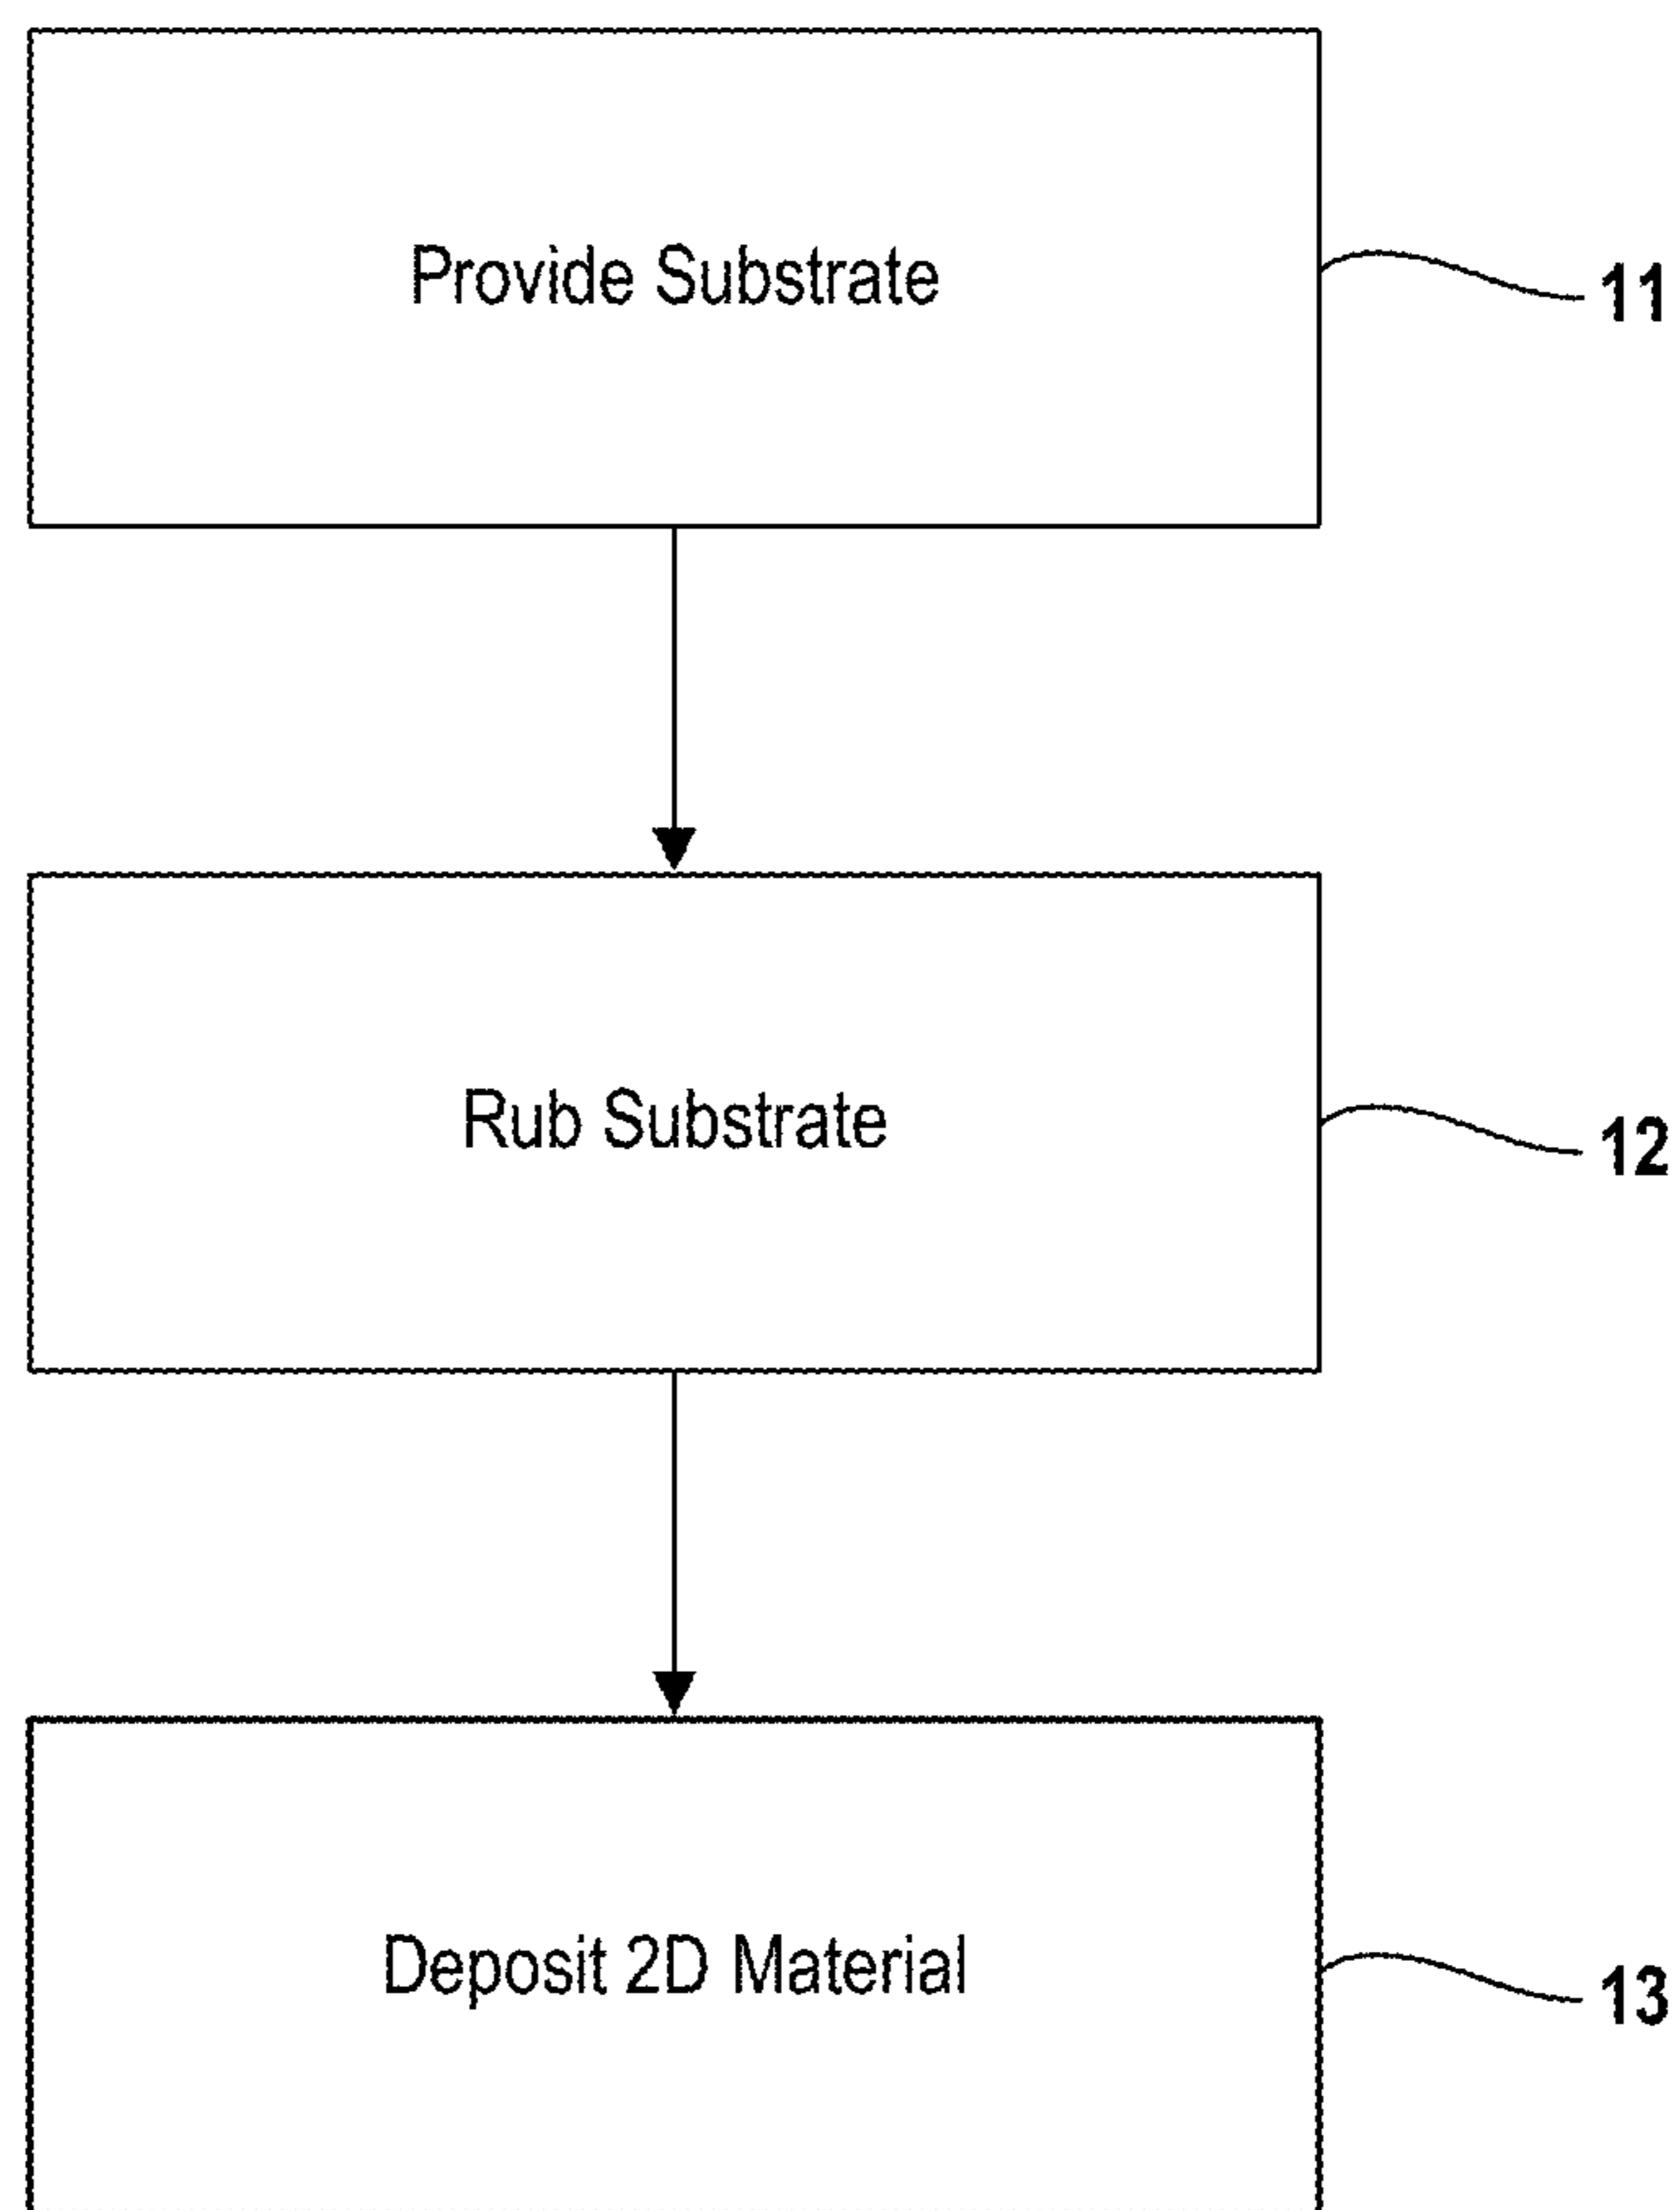 Provide Substrate
11
Rub Substrate
12
Deposit 2D Material
13